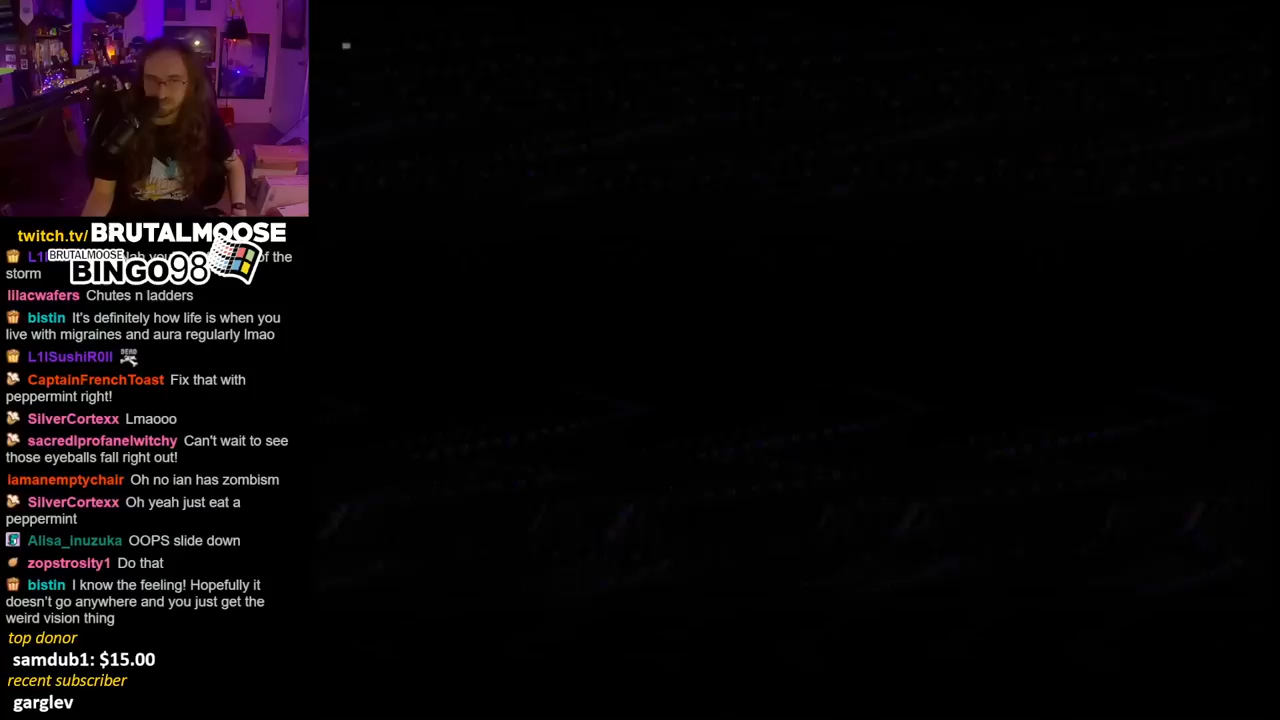 twitch.tv/BRUTALMOOSE
BRUTALMOOSE
BINGO98
of the
storm
lilacwafers Chutes n ladders
bistin It's definitely how life is when you
live with migraines and aura regularly lmao
L1lSushiR0ll DEAD
CaptainFrenchToast Fix that with
peppermint right!
SilverCortexx Lmaooo
sacredlprofanelwitchy Can't wait to see
those eyeballs fall right out!
Iamanemptychair Oh no ian has zombism
SilverCortexx Oh yeah just eat a
peppermint
Alisa_Inuzuka OOPS slide down
zopstrosity1 Do that
bistin I know the feeling! Hopefully it
doesn't go anywhere and you just get the
weird vision thing
top donor
samdub1: $15.00
recent subscriber
garglev